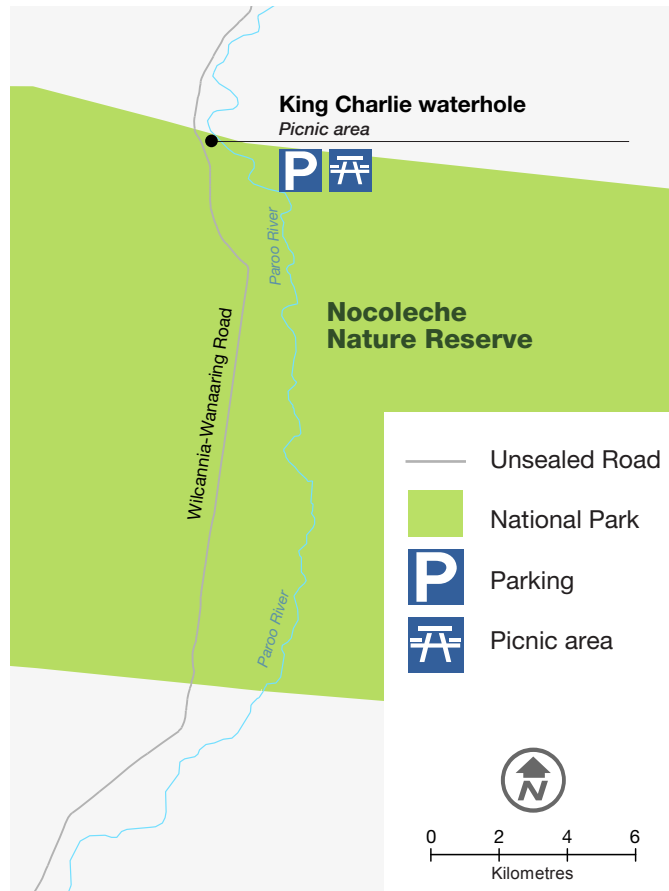 King Charlie waterhole
Picnic area
P
Paroo River
Nocoleche
Nature Reserve
Wilcannia-Wanaaring Road
Paroo River
Unsealed Road
National Park
P
Parking
Picnic area
N
0 2 4 6
Kilometres